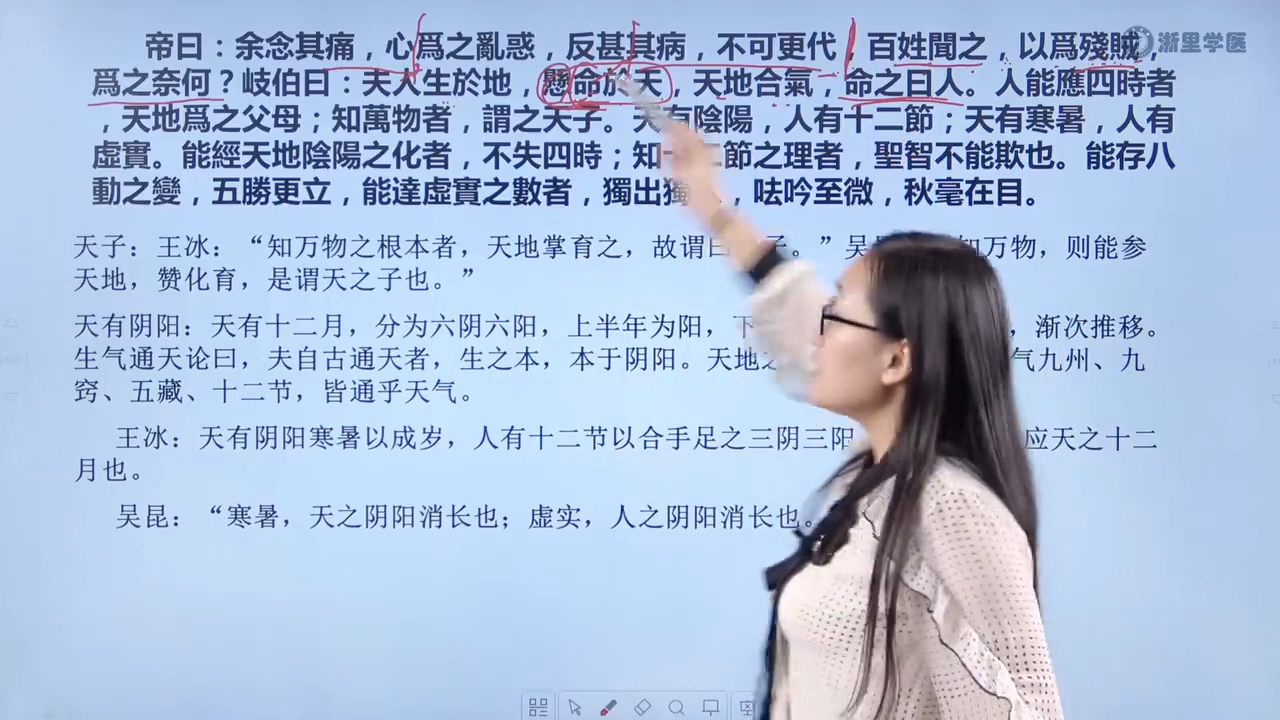 浙里学医
帝曰：余念其痛，心爲之亂惑，反甚其病，不可更代，百姓聞之，以爲殘賊，
爲之奈何？岐伯曰：夫人生於地，懸命於天，天地合氣，命之曰人。人能應四時者
，天地爲之父母；知萬物者，謂之天子。天有陰陽，人有十二節；天有寒暑，人有
虛實。能經天地陰陽之化者，不失四時；知十二節之理者，聖智不能欺也。能存八
動之變，五勝更立，能達虛實之數者，獨出獨，呿吟至微，秋毫在目。
天子：王冰：“知万物之根本者，天地掌育之，故谓曰子。”吴知万物，则能参
天地，赞化育，是谓天之子也。”
天有阴阳：天有十二月，分为六阴六阳，上半年为阳，下，渐次推移。
生气通天论曰，夫自古通天者，生之本，本于阴阳。天地之气九州、九
窍、五藏、十二节，皆通乎天气。
王冰：天有阴阳寒暑以成岁，人有十二节以合手足之三阴三阳应天之十二
月也。
吴昆：“寒暑，天之阴阳消长也；虚实，人之阴阳消长也。